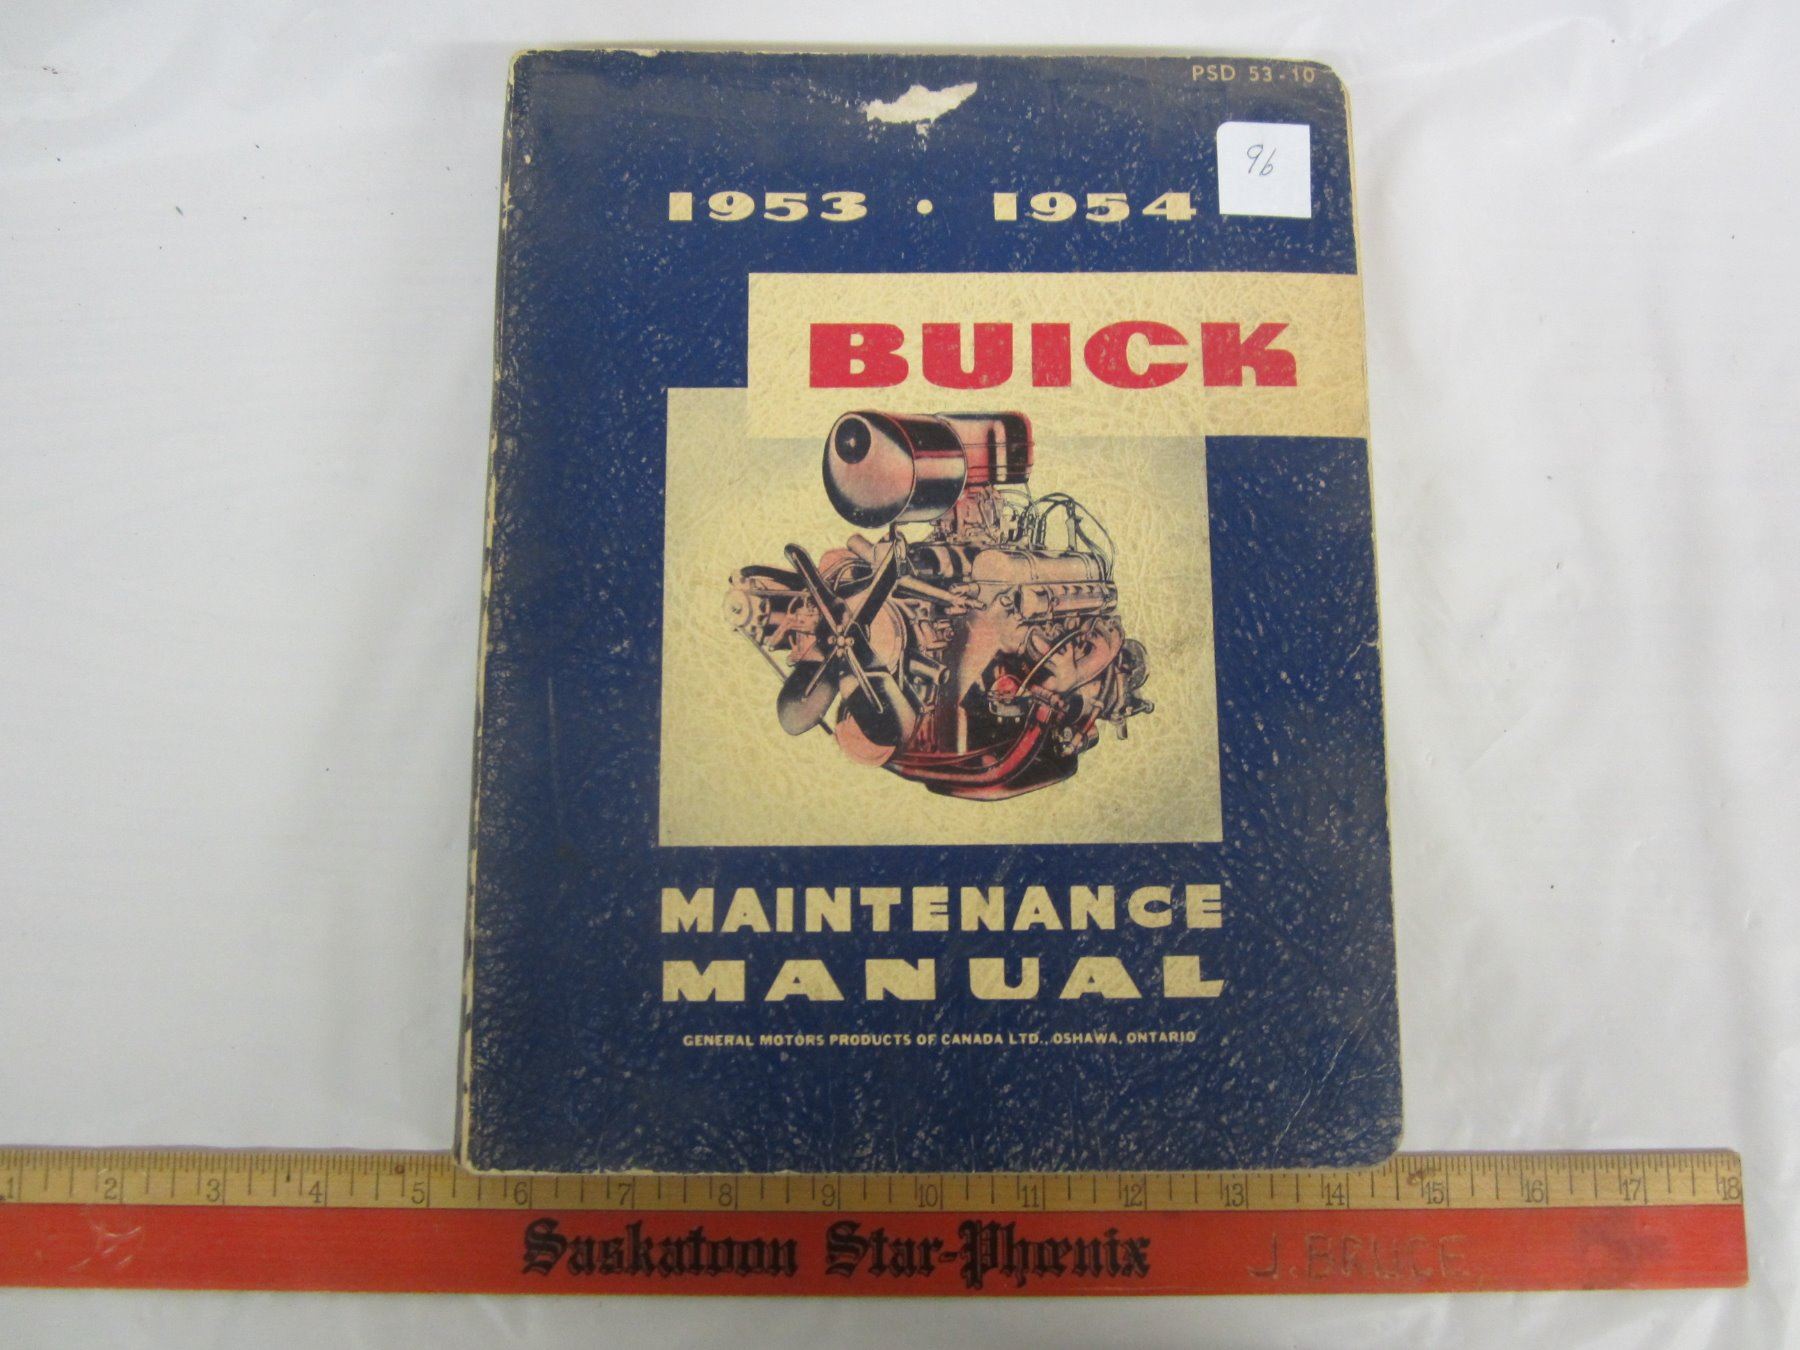 PSD 53-10
96
1953 • 1954
BUICK
MAINTENANCE
MANUAL
GENERAL MOTORS PRODUCTS OF CANADA LTD., OSHAWA, ONTARIO
1 2 3 4 5 6 7 8 9 10 11 12 13 14 15 16 17 18
Saskatoon Star-Phœnix J. BRUCE